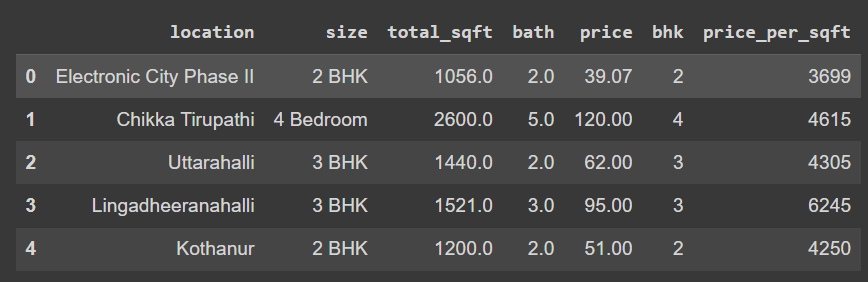 location size total_sqft bath price bhk price_per_sqft
0 Electronic City Phase II 2 BHK 1056.0 2.0 39.07 2 3699
1 Chikka Tirupathi 4 Bedroom 2600.0 5.0 120.00 4 4615
2 Uttarahalli 3 BHK 1440.0 2.0 62.00 3 4305
3 Lingadheeranahalli 3 BHK 1521.0 3.0 95.00 3 6245
4 Kothanur 2 BHK 1200.0 2.0 51.00 2 4250